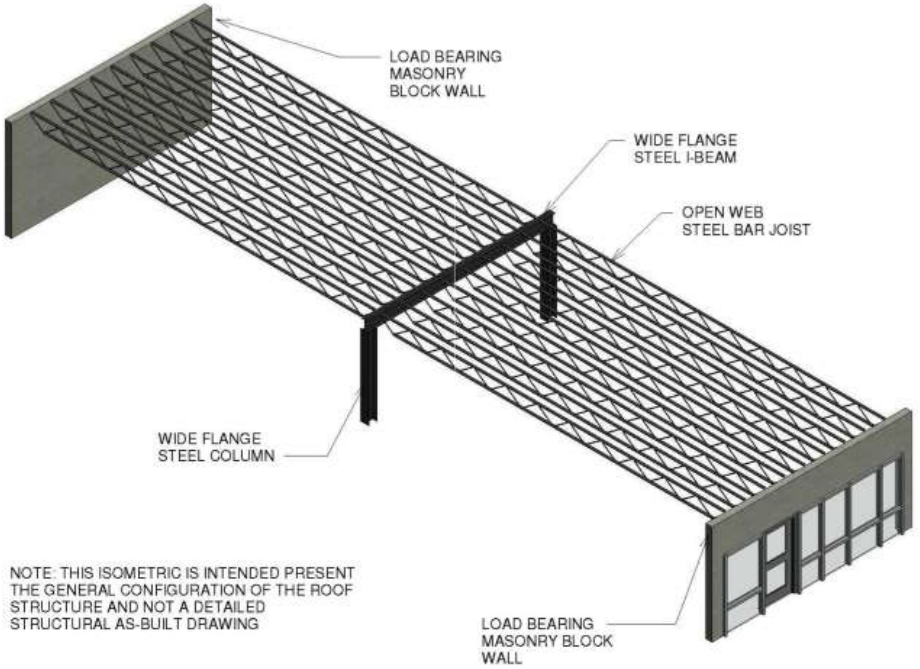 LOAD BEARING
MASONRY
BLOCK WALL
WIDE FLANGE
STEEL I-BEAM
OPEN WEB
STEEL BAR JOIST
WIDE FLANGE
STEEL COLUMN
NOTE: THIS ISOMETRIC IS INTENDED PRESENT
THE GENERAL CONFIGURATION OF THE ROOF
STRUCTURE AND NOT A DETAILED
STRUCTURAL AS-BUILT DRAWING
LOAD BEARING
MASONRY BLOCK
WALL